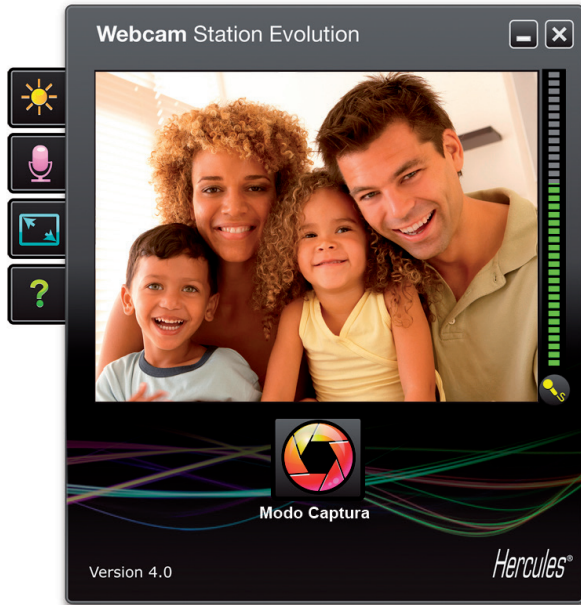 Webcam Station Evolution
?
S
Modo Captura
Version 4.0
Hercules®